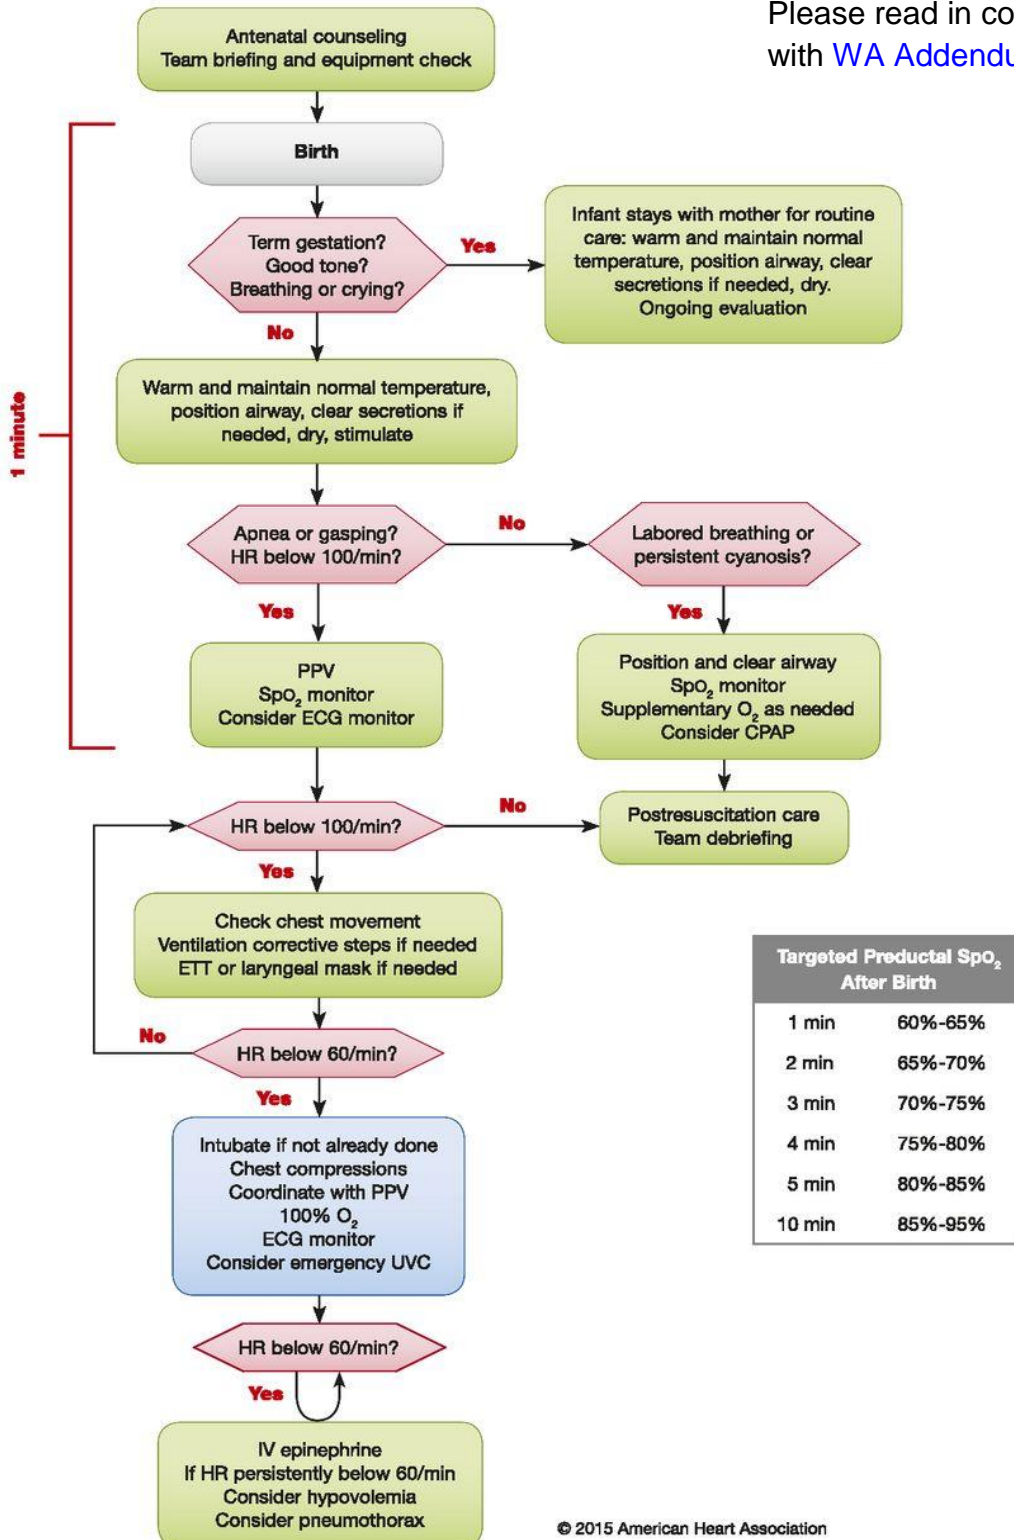 Please read in co
with WA Addendu
Antenatal counseling
Team briefing and equipment check
Birth
Term gestation?
Good tone?
Breathing or crying?
Yes
Infant stays with mother for routine
care: warm and maintain normal
temperature, position airway, clear
secretions if needed, dry.
Ongoing evaluation
No
1 minute
Warm and maintain normal temperature,
position airway, clear secretions if
needed, dry, stimulate
Apnea or gasping?
HR below 100/min?
No
Labored breathing or
persistent cyanosis?
Yes
Yes
PPV
SpO₂ monitor
Consider ECG monitor
Position and clear airway
SpO₂ monitor
Supplementary O₂ as needed
Consider CPAP
HR below 100/min?
No
Postresuscitation care
Team debriefing
Yes
Check chest movement
Ventilation corrective steps if needed
ETT or laryngeal mask if needed
No
HR below 60/min?
Yes
Intubate if not already done
Chest compressions
Coordinate with PPV
100% O₂
ECG monitor
Consider emergency UVC
HR below 60/min?
Yes
IV epinephrine
If HR persistently below 60/min
Consider hypovolemia
Consider pneumothorax
Targeted Preductal SpO₂
After Birth
1 min 60%-65%
2 min 65%-70%
3 min 70%-75%
4 min 75%-80%
5 min 80%-85%
10 min 85%-95%
© 2015 American Heart Association